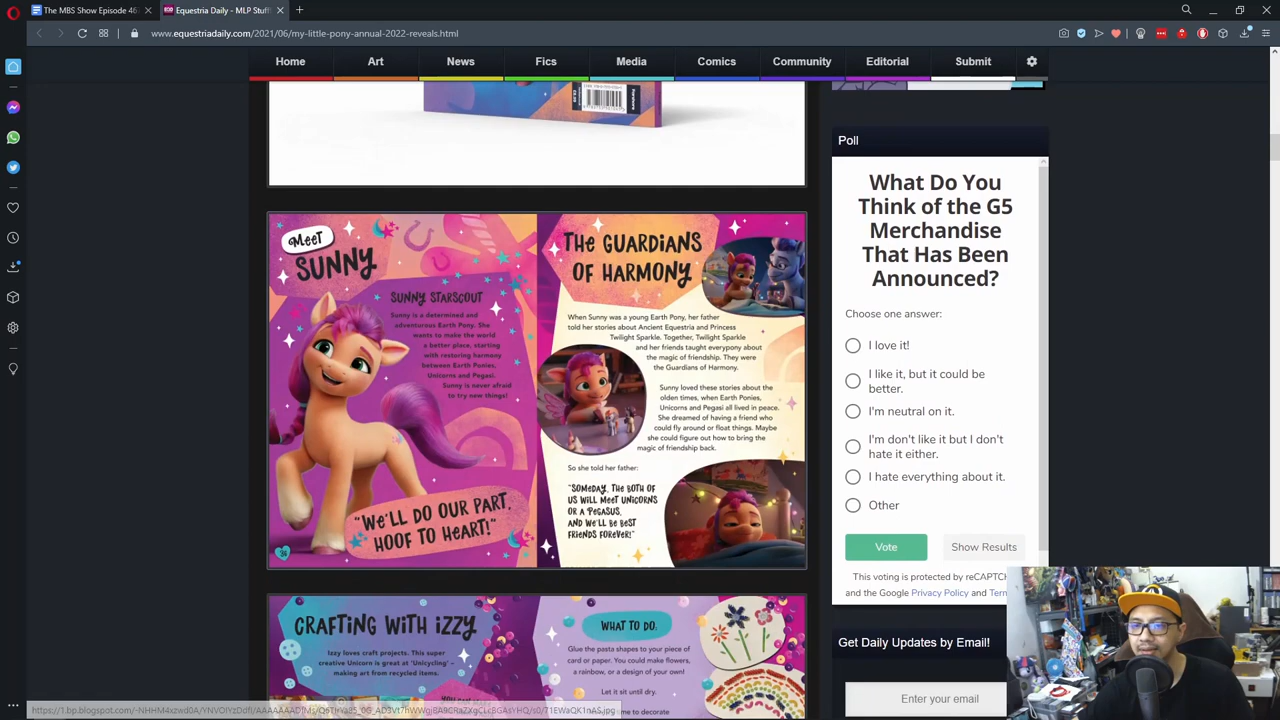 The MBS Show Episode 46
Equestria Daily - MLP Stuff
www.equestriadaily.com/2021/06/my-little-pony-annual-2022-reveals.html
Home
Art
News
Fics
Media
Comics
Community
Editorial
Submit
MEET
SUNNY
SUNNY STARSCOUT
Sunny is a determined and
adventurous Earth Pony. She
wants to make the world
a better place, starting
with restoring harmony
between Earth Ponies,
Unicorns and Pegasi.
Sunny is never afraid
to try new things!
"WE'LL DO OUR PART,
HOOF TO HEART!"
THE GUARDIANS
OF HARMONY
When Sunny was a young Earth Pony, her father
told her stories about Ancient Equestria and Princess
Twilight Sparkle. Together, Twilight Sparkle
and her friends taught everypony about
the magic of friendship. They were
the Guardians of Harmony.
Sunny loved these stories about the
olden times, when Earth Ponies,
Unicorns and Pegasi all lived in peace.
She dreamed of having a friend who
could fly around or float things. Maybe
she could figure out how to bring the
magic of friendship back.
So she told her father:
"SOMEDAY, THE BOTH OF
US WILL MEET UNICORNS
OR A PEGASUS,
AND WE'LL BE BEST
FRIENDS FOREVER!"
CRAFTING WITH IZZY
Izzy loves craft projects. This super
creative Unicorn is great at 'Unicycling' –
making art from recycled items.
WHAT TO DO.
Glue the pasta shapes to your piece of
card or paper. You could make flowers,
a rainbow, or a design of your own!
Let it sit until dry.
me to decorate
Poll
What Do You
Think of the G5
Merchandise
That Has Been
Announced?
Choose one answer:
I love it!
I like it, but it could be
better.
I'm neutral on it.
I'm don't like it but I don't
hate it either.
I hate everything about it.
Other
Vote
Show Results
This voting is protected by reCAPTCH
and the Google Privacy Policy and Term
Get Daily Updates by Email!
Enter your email